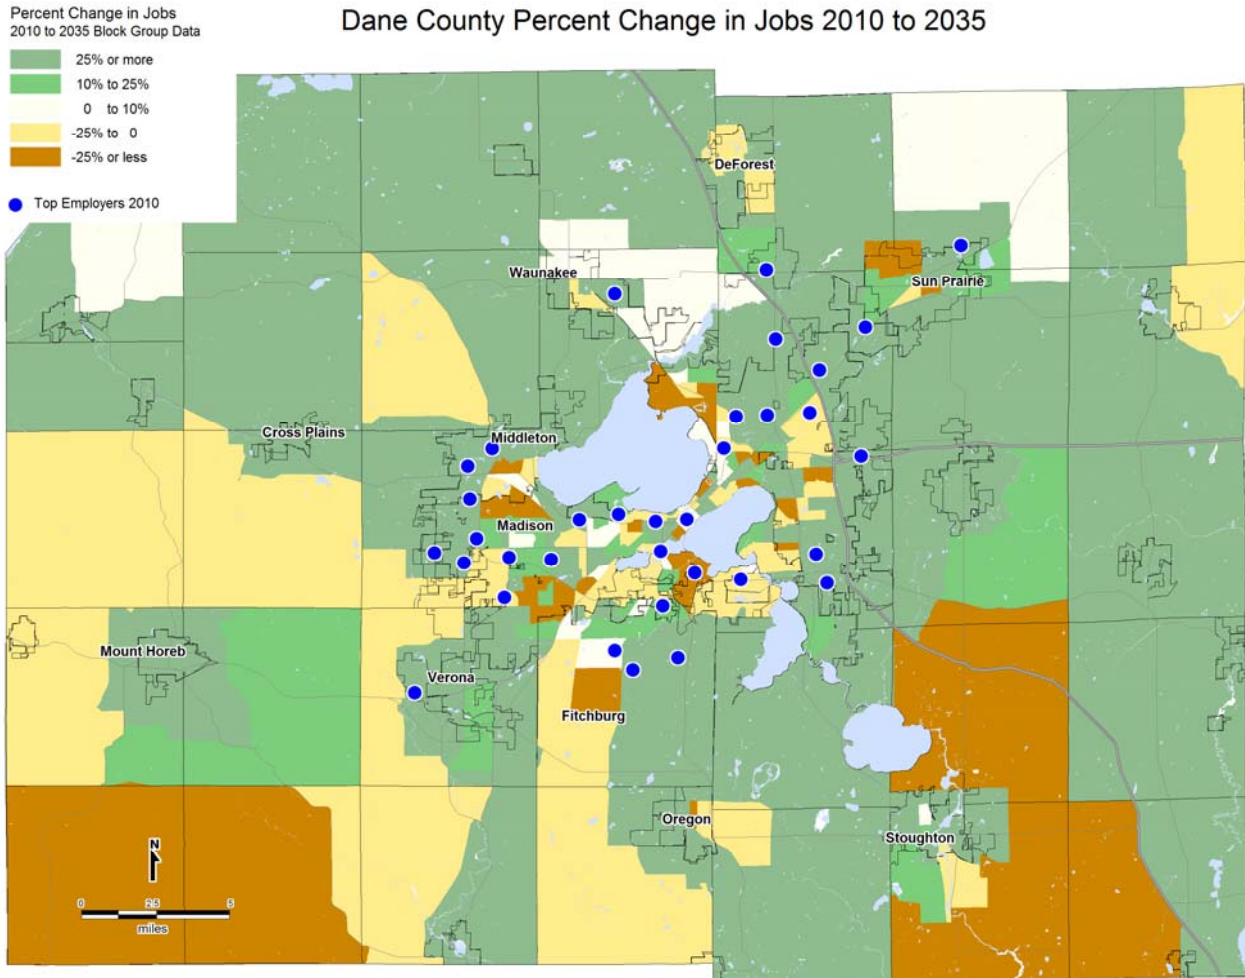 Dane County Percent Change in Jobs 2010 to 2035
Percent Change in Jobs
2010 to 2035 Block Group Data
25% or more
10% to 25%
0 to 10%
-25% to 0
-25% or less
Top Employers 2010
DeForest
Waunakee
Sun Prairie
Cross Plains
Middleton
Madison
Mount Horeb
Verona
Fitchburg
Oregon
Stoughton
N
0 2.5 5
miles